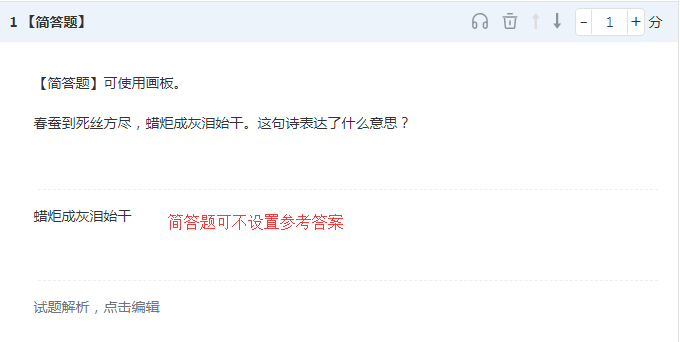 1 【简答题】 - 1 + 分
【简答题】可使用画板。
春蚕到死丝方尽，蜡炬成灰泪始干。这句诗表达了什么意思？
蜡炬成灰泪始干 简答题可不设置参考答案
试题解析，点击编辑